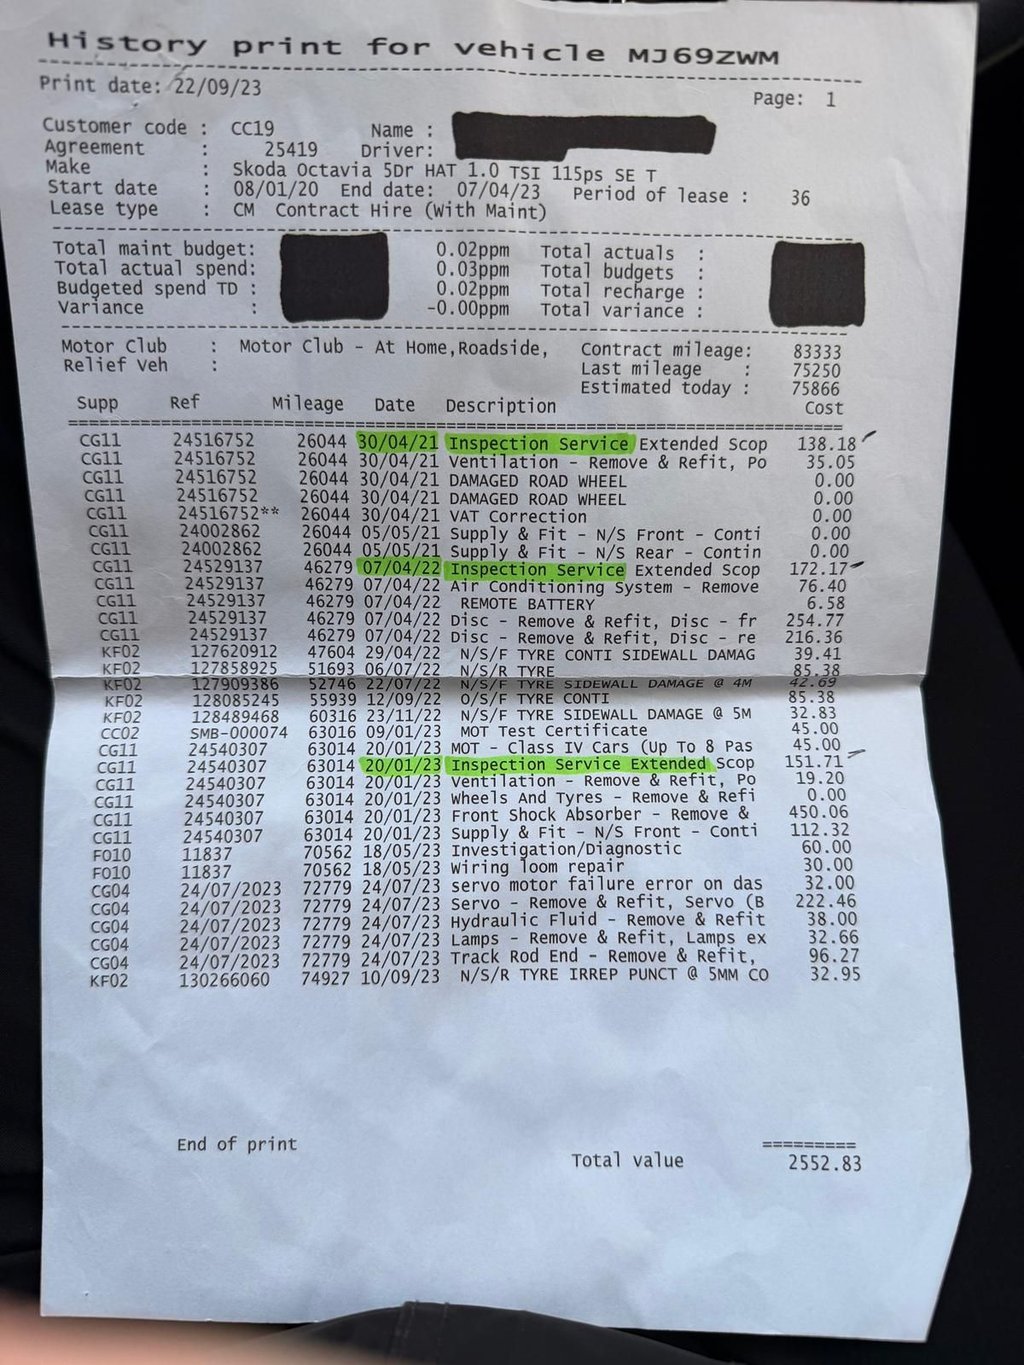 History print for vehicle MJ69ZWM
Print date: 22/09/23 Page: 1
Customer code : CC19 Name :
Agreement : 25419 Driver:
Make : Skoda Octavia 5Dr HAT 1.0 TSI 115ps SE T
Start date : 08/01/20 End date: 07/04/23 Period of lease : 36
Lease type : CM Contract Hire (With Maint)
Total maint budget: 0.02ppm Total actuals :
Total actual spend: 0.03ppm Total budgets :
Budgeted spend TD : 0.02ppm Total recharge :
Variance : -0.00ppm Total variance :
Motor Club : Motor Club - At Home,Roadside, Contract mileage: 83333
Relief Veh : Last mileage : 75250
Estimated today : 75866
Supp Ref Mileage Date Description Cost
CG11 24516752 26044 30/04/21 Inspection Service Extended Scop 138.18
CG11 24516752 26044 30/04/21 Ventilation - Remove & Refit, Po 35.05
CG11 24516752 26044 30/04/21 DAMAGED ROAD WHEEL 0.00
CG11 24516752 26044 30/04/21 DAMAGED ROAD WHEEL 0.00
CG11 24516752** 26044 30/04/21 VAT Correction 0.00
CG11 24002862 26044 05/05/21 Supply & Fit - N/S Front - Conti 0.00
CG11 24002862 26044 05/05/21 Supply & Fit - N/S Rear - Contin 0.00
CG11 24529137 46279 07/04/22 Inspection Service Extended Scop 172.17
CG11 24529137 46279 07/04/22 Air Conditioning System - Remove 76.40
CG11 24529137 46279 07/04/22 REMOTE BATTERY 6.58
CG11 24529137 46279 07/04/22 Disc - Remove & Refit, Disc - fr 254.77
CG11 24529137 46279 07/04/22 Disc - Remove & Refit, Disc - re 216.36
KF02 127620912 47604 29/04/22 N/S/F TYRE CONTI SIDEWALL DAMAG 39.41
KF02 127858925 51693 06/07/22 N/S/R TYRE 85.38
KF02 127909386 52746 22/07/22 N/S/F TYRE SIDEWALL DAMAGE @ 4M 42.69
KF02 128085245 55939 12/09/22 O/S/F TYRE CONTI 85.38
KF02 128489468 60316 23/11/22 N/S/F TYRE SIDEWALL DAMAGE @ 5M 32.83
CC02 SMB-000074 63016 09/01/23 MOT Test Certificate 45.00
CG11 24540307 63014 20/01/23 MOT - Class IV Cars (Up To 8 Pas 45.00
CG11 24540307 63014 20/01/23 Inspection Service Extended Scop 151.71
CG11 24540307 63014 20/01/23 Ventilation - Remove & Refit, Po 19.20
CG11 24540307 63014 20/01/23 Wheels And Tyres - Remove & Refi 0.00
CG11 24540307 63014 20/01/23 Front Shock Absorber - Remove & 450.06
CG11 24540307 63014 20/01/23 Supply & Fit - N/S Front - Conti 112.32
FO10 11837 70562 18/05/23 Investigation/Diagnostic 60.00
FO10 11837 70562 18/05/23 Wiring loom repair 30.00
CG04 24/07/2023 72779 24/07/23 servo motor failure error on das 32.00
CG04 24/07/2023 72779 24/07/23 Servo - Remove & Refit, Servo (B 222.46
CG04 24/07/2023 72779 24/07/23 Hydraulic Fluid - Remove & Refit 38.00
CG04 24/07/2023 72779 24/07/23 Lamps - Remove & Refit, Lamps ex 32.66
CG04 24/07/2023 72779 24/07/23 Track Rod End - Remove & Refit, 96.27
KF02 130266060 74927 10/09/23 N/S/R TYRE IRREP PUNCT @ 5MM CO 32.95
End of print
Total value 2552.83